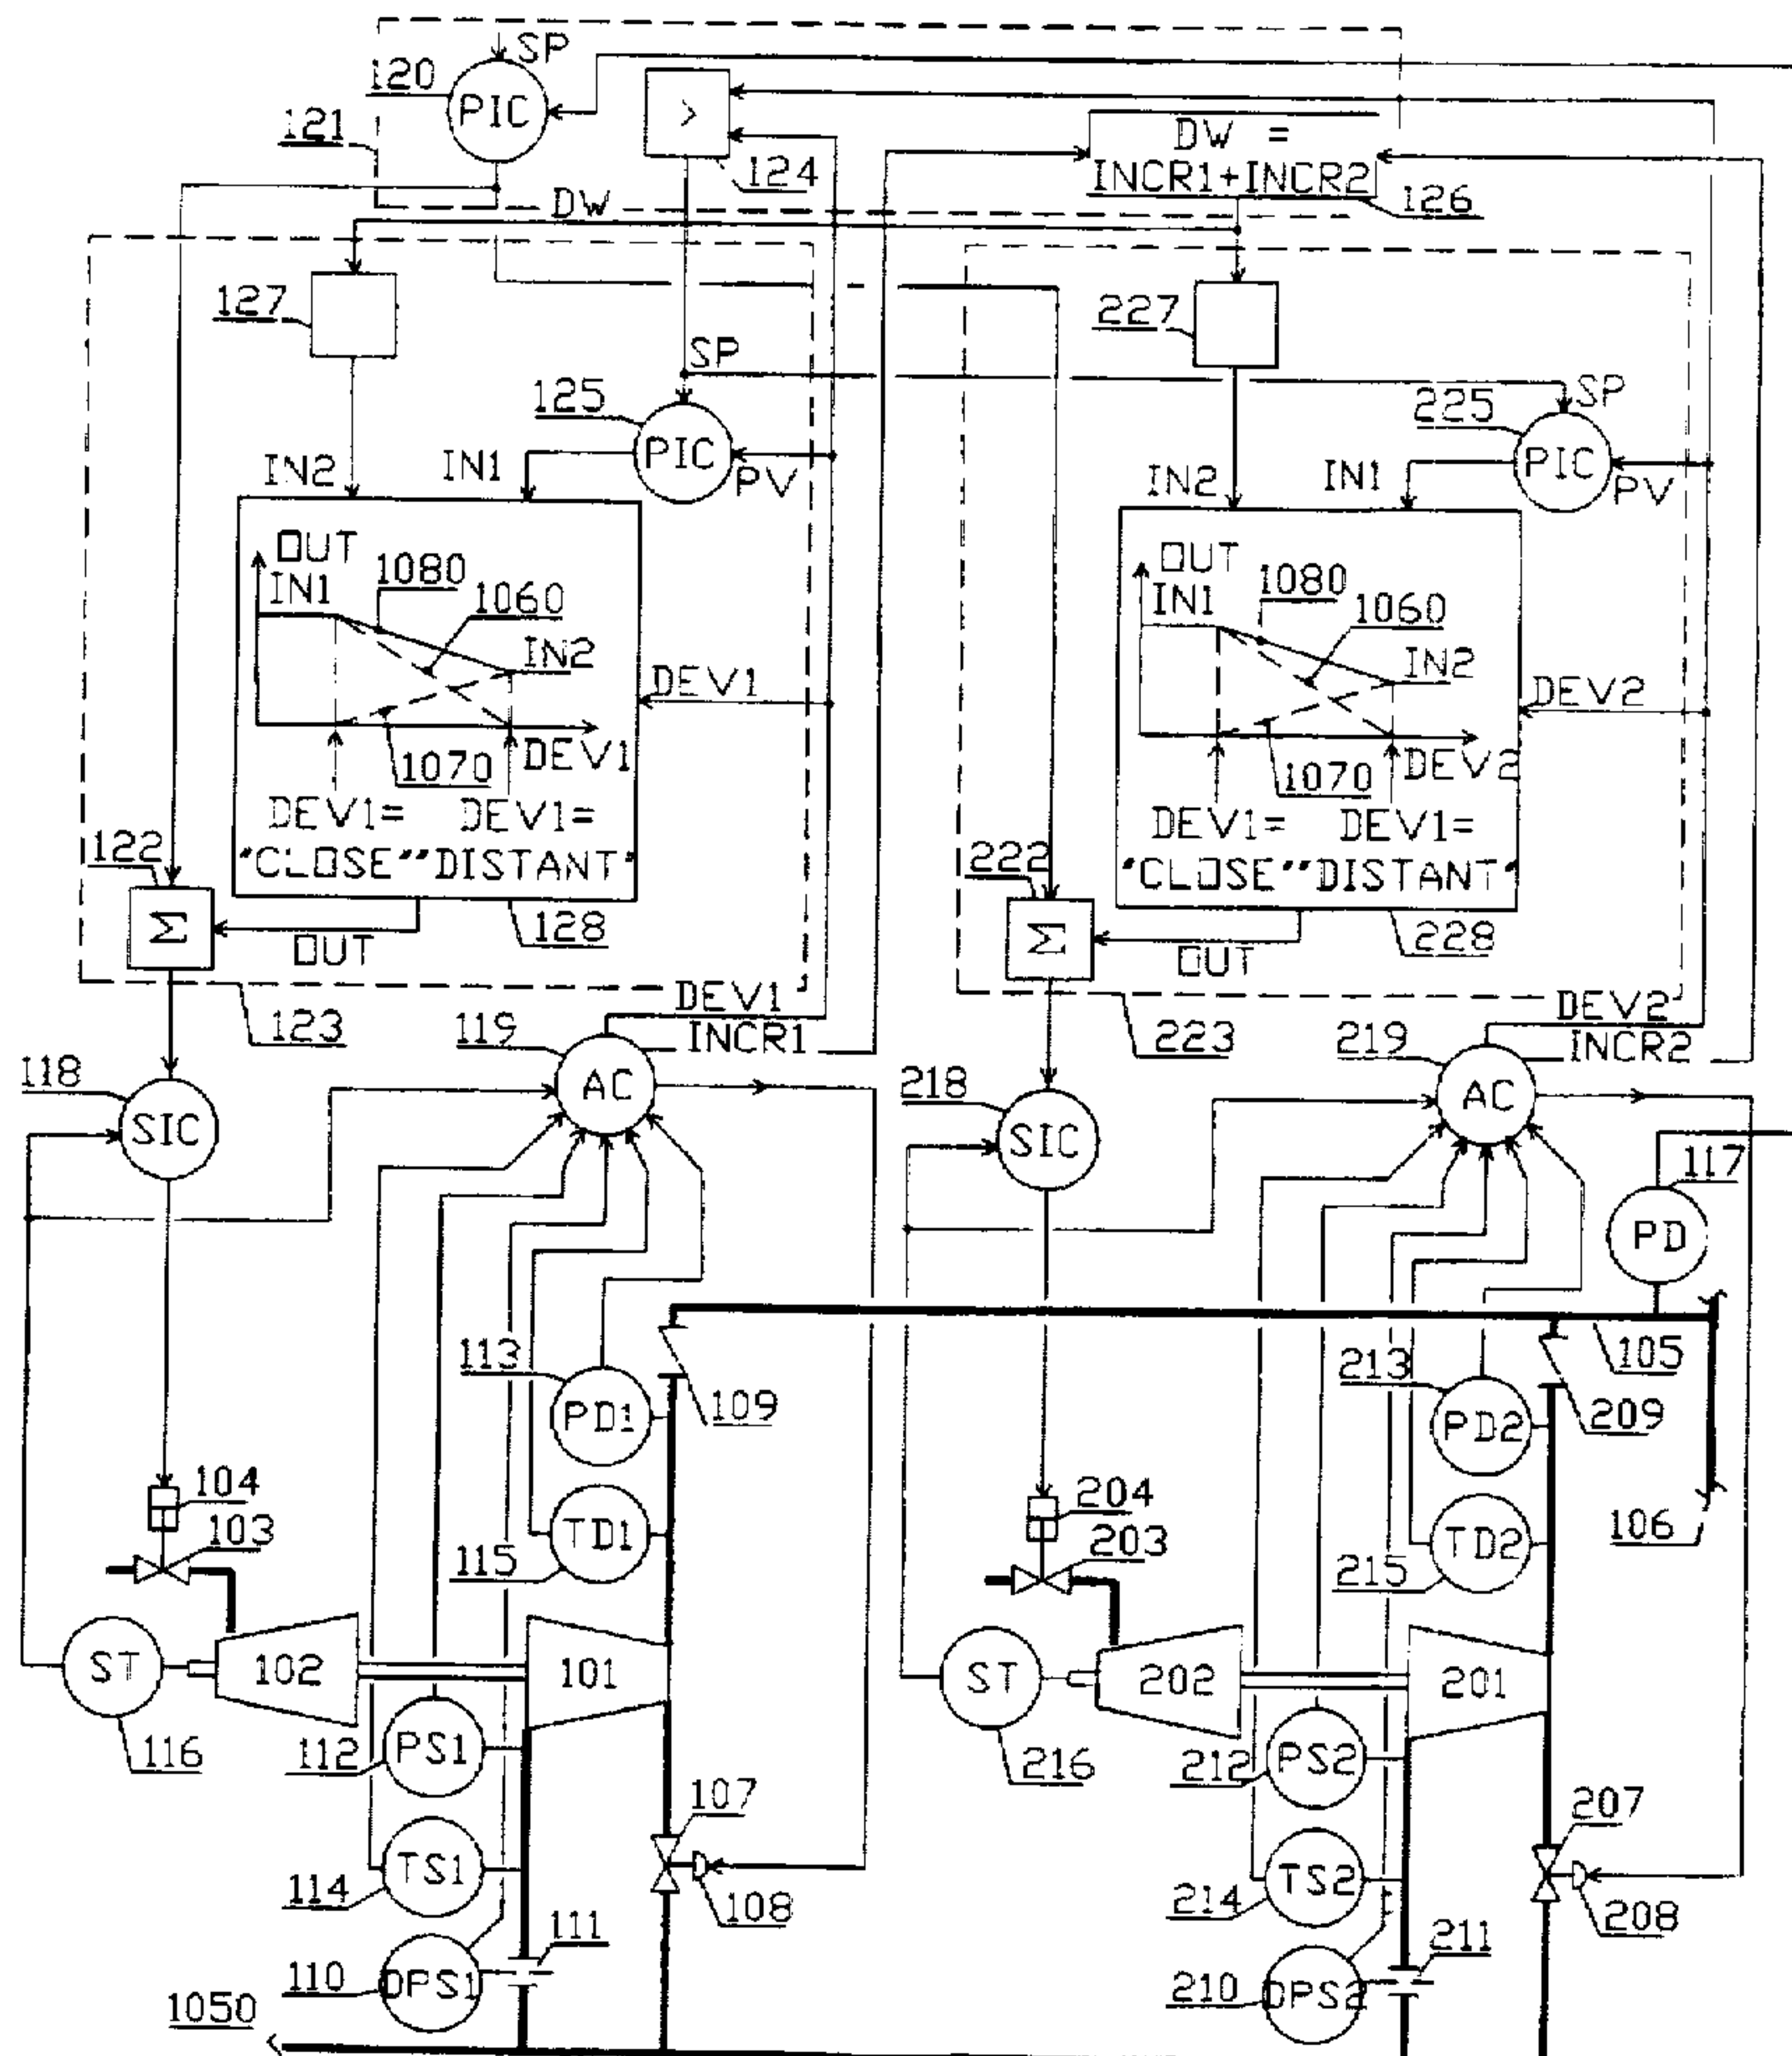 SP
120
PIC
>
121
124
DW =
INCR1+INCR2
126
DW
127
227
SP
SP
125
225
PIC
PIC
IN2
IN1
PV
IN2
IN1
PV
OUT
IN1
1080
1060
IN2
DEV1
DEV1
1070
DEV1=
DEV1=
"CLOSE""DISTANT"
OUT
IN1
1080
1060
IN2
DEV2
DEV2
1070
DEV1=
DEV1=
"CLOSE""DISTANT"
122
Σ
OUT
128
222
Σ
OUT
228
123
DEV1
INCR1
119
AC
223
DEV2
INCR2
219
AC
118
SIC
218
SIC
117
PD
113
PD1
109
213
PD2
209
105
104
103
115
TD1
204
203
215
TD2
106
ST
102
101
ST
202
201
116
112
PS1
107
216
212
PS2
207
114
TS1
108
214
TS2
208
110
DPS1
111
210
DPS2
211
1050